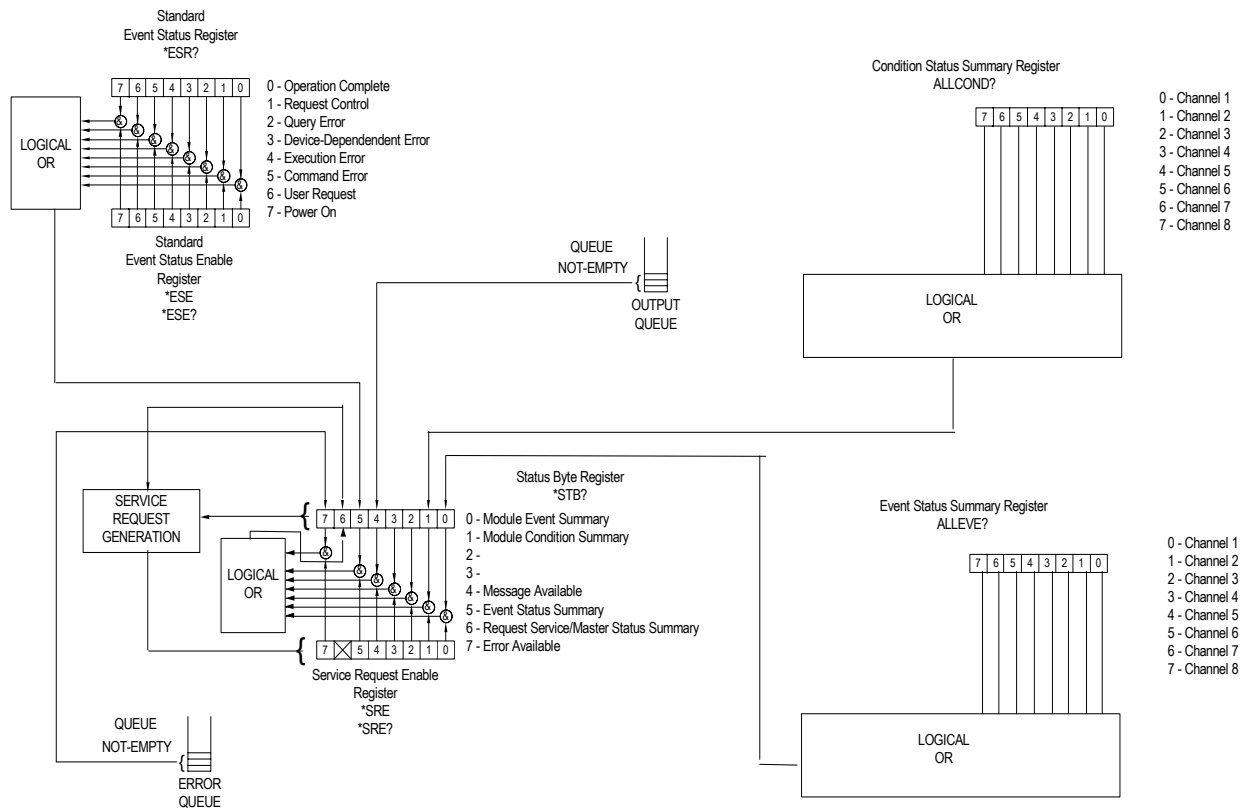 Standard
Event Status Register
*ESR?
7 6 5 4 3 2 1 0
0 - Operation Complete
1 - Request Control
2 - Query Error
3 - Device-Dependendent Error
4 - Execution Error
5 - Command Error
6 - User Request
7 - Power On
LOGICAL
OR
&
&
&
&
&
&
&
&
7 6 5 4 3 2 1 0
Standard
Event Status Enable
Register
*ESE
*ESE?
QUEUE
NOT-EMPTY
{
OUTPUT
QUEUE
Condition Status Summary Register
ALLCOND?
7 6 5 4 3 2 1 0
0 - Channel 1
1 - Channel 2
2 - Channel 3
3 - Channel 4
4 - Channel 5
5 - Channel 6
6 - Channel 7
7 - Channel 8
LOGICAL
OR
Status Byte Register
*STB?
SERVICE
REQUEST
GENERATION
{
7 6 5 4 3 2 1 0
0 - Module Event Summary
1 - Module Condition Summary
2 -
3 -
4 - Message Available
5 - Event Status Summary
6 - Request Service/Master Status Summary
7 - Error Available
LOGICAL
OR
&
&
&
&
&
&
&
{
7 5 4 3 2 1 0
Service Request Enable
Register
*SRE
*SRE?
QUEUE
NOT-EMPTY
{
ERROR
QUEUE
Event Status Summary Register
ALLEVE?
7 6 5 4 3 2 1 0
0 - Channel 1
1 - Channel 2
2 - Channel 3
3 - Channel 4
4 - Channel 5
5 - Channel 6
6 - Channel 7
7 - Channel 8
LOGICAL
OR